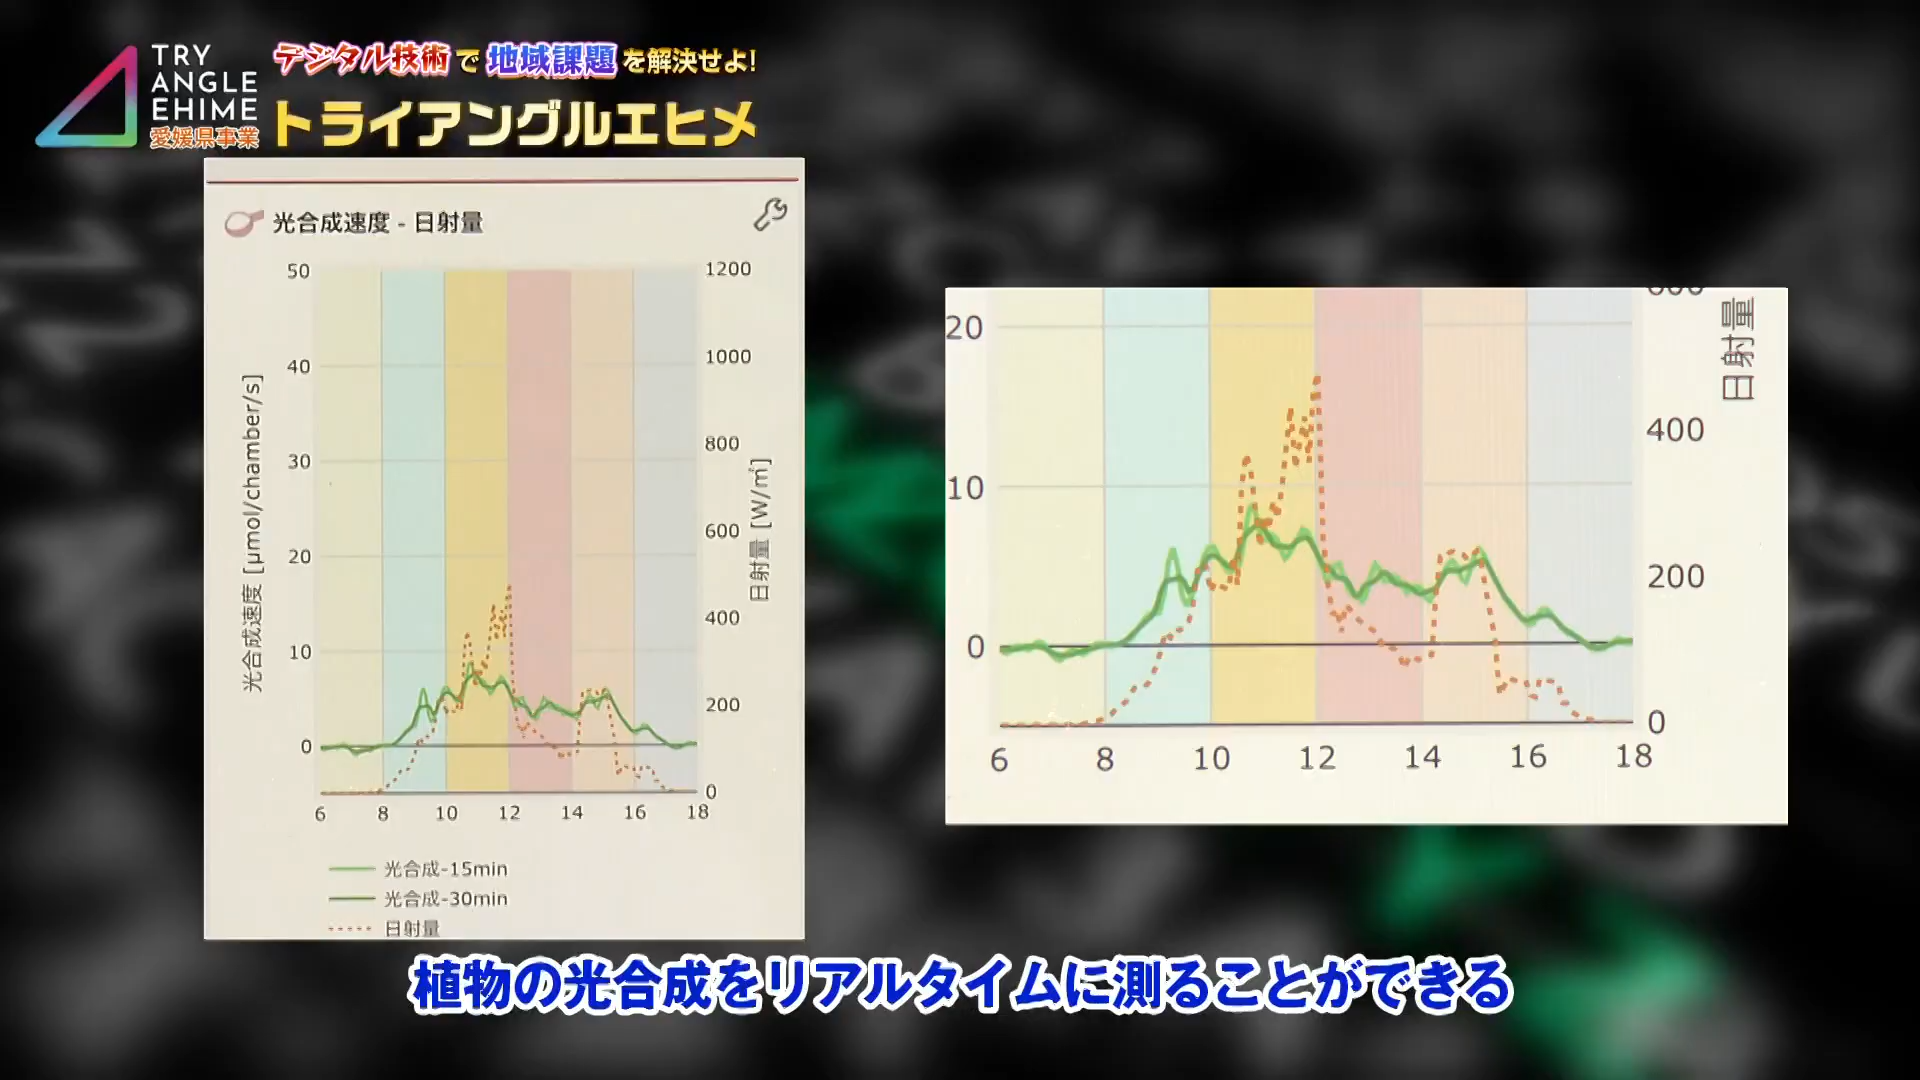 TRY
ANGLE
EHIME
愛媛県事業
デジタル技術で地域課題を解決せよ!
トライアングルエヒメ
光合成速度 - 日射量
50
40
30
20
10
0
光合成速度 [μmol/chamber/s]
1200
1000
800
600
400
200
0
日射量 [W/㎡]
6 8 10 12 14 16 18
光合成-15min
光合成-30min
日射量
20
10
0
600
400
200
0
日射量
6 8 10 12 14 16 18
植物の光合成をリアルタイムに測ることができる